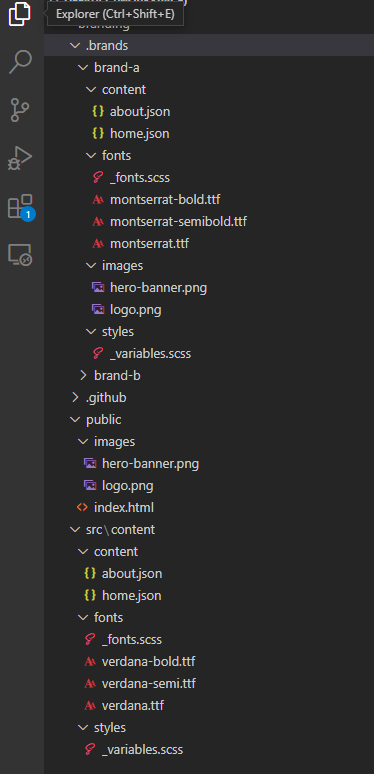 Explorer (Ctrl+Shift+E)
.brands
brand-a
content
about.json
home.json
fonts
_fonts.scss
montserrat-bold.ttf
montserrat-semibold.ttf
montserrat.ttf
images
hero-banner.png
logo.png
styles
_variables.scss
brand-b
.github
public
images
hero-banner.png
logo.png
index.html
src\content
content
about.json
home.json
fonts
_fonts.scss
verdana-bold.ttf
verdana-semi.ttf
verdana.ttf
styles
_variables.scss
1